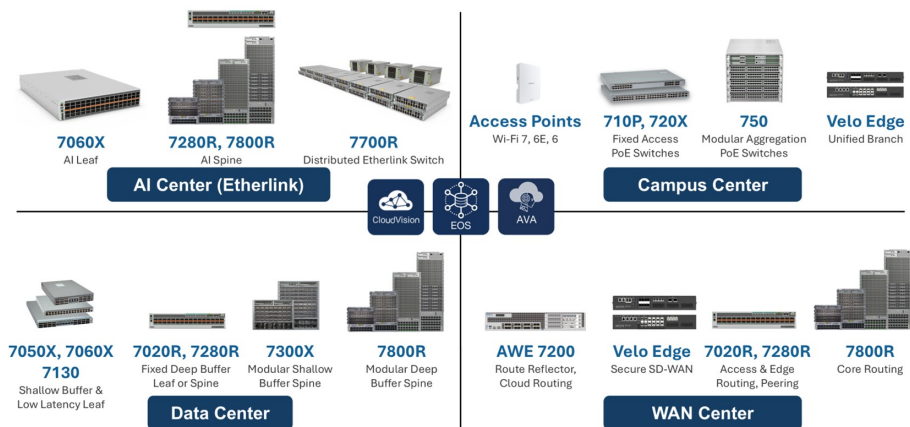 7060X
AI Leaf
7280R, 7800R
AI Spine
7700R
Distributed Etherlink Switch
AI Center (Etherlink)
Access Points
Wi-Fi 7, 6E, 6
710P, 720X
Fixed Access
PoE Switches
750
Modular Aggregation
PoE Switches
Velo Edge
Unified Branch
Campus Center
CloudVision
EOS
AVA
7050X, 7060X
7130
Shallow Buffer &
Low Latency Leaf
7020R, 7280R
Fixed Deep Buffer
Leaf or Spine
7300X
Modular Shallow
Buffer Spine
7800R
Modular Deep
Buffer Spine
Data Center
AWE 7200
Route Reflector,
Cloud Routing
Velo Edge
Secure SD-WAN
7020R, 7280R
Access & Edge
Routing, Peering
7800R
Core Routing
WAN Center